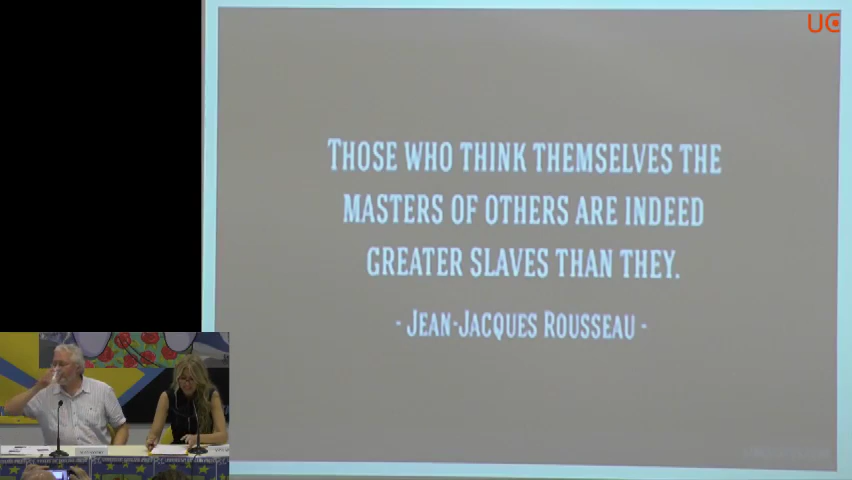 UC
THOSE WHO THINK THEMSELVES THE
MASTERS OF OTHERS ARE INDEED
GREATER SLAVES THAN THEY.
- JEAN-JACQUES ROUSSEAU -